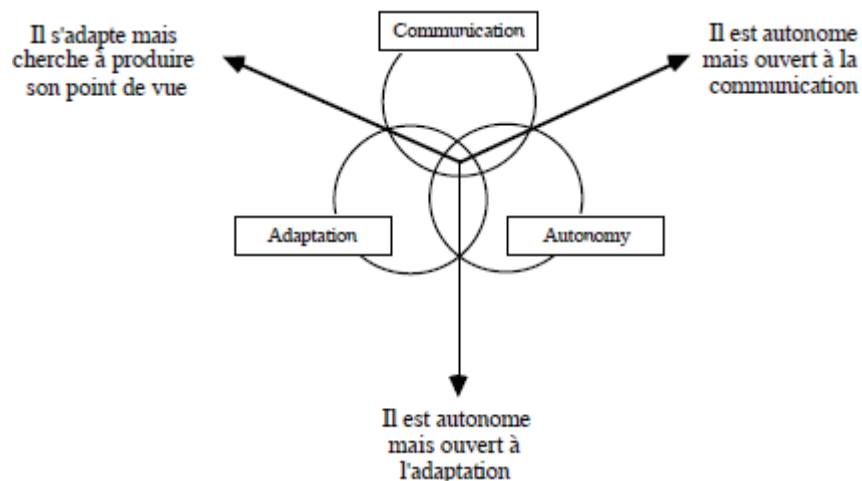 Il s'adapte mais
cherche à produire
son point de vue
Communication
Il est autonome
mais ouvert à la
communication
Adaptation
Autonomy
Il est autonome
mais ouvert à
l'adaptation